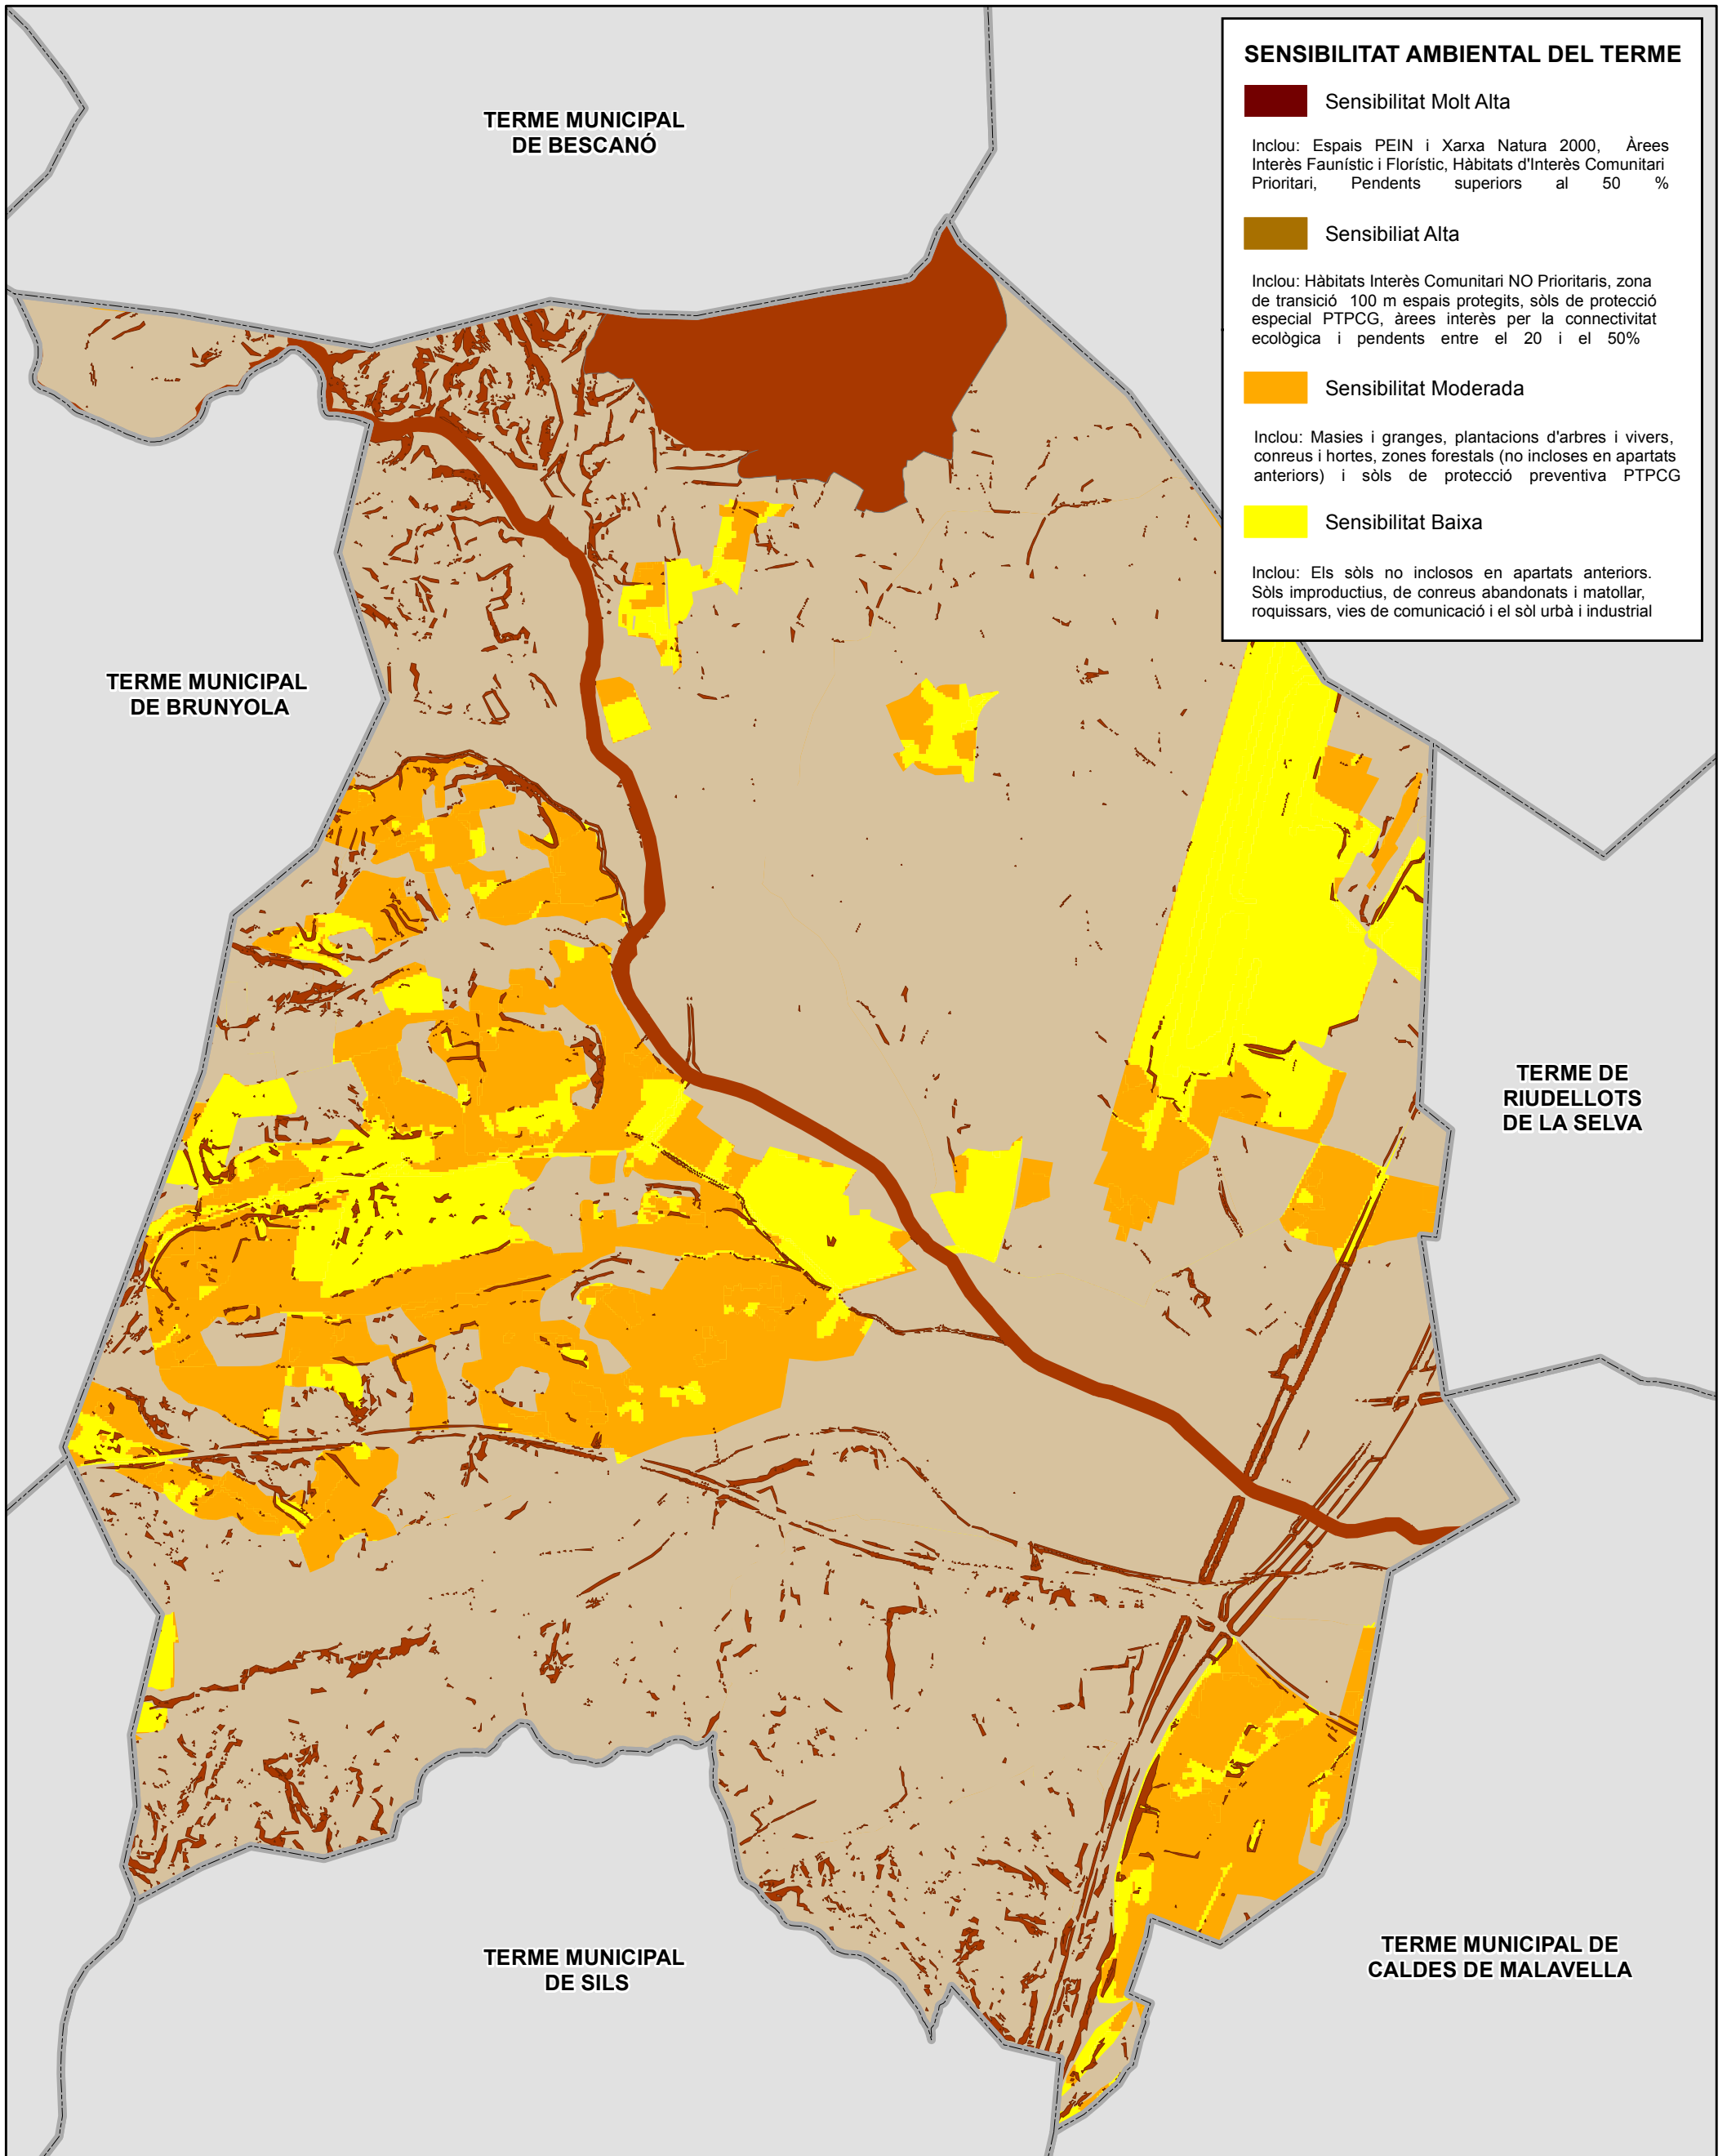 SENSIBILITAT AMBIENTAL DEL TERME
Sensibilitat Molt Alta
Inclou: Espais PEIN i Xarxa Natura 2000, Àrees
Interès Faunístic i Florístic, Hàbitats d'Interès Comunitari
Prioritari, Pendents superiors al 50 %
Sensibiliat Alta
Inclou: Hàbitats Interès Comunitari NO Prioritaris, zona
de transició 100 m espais protegits, sòls de protecció
especial PTPCG, àrees interès per la connectivitat
ecològica i pendents entre el 20 i el 50%
Sensibilitat Moderada
Inclou: Masies i granges, plantacions d'arbres i vivers,
conreus i hortes, zones forestals (no incloses en apartats
anteriors) i sòls de protecció preventiva PTPCG
Sensibilitat Baixa
Inclou: Els sòls no inclosos en apartats anteriors.
Sòls improductius, de conreus abandonats i matollar,
roquissars, vies de comunicació i el sòl urbà i industrial
TERME MUNICIPAL
DE BESCANÓ
TERME MUNICIPAL
DE BRUNYOLA
TERME DE
RIUDELLOTS
DE LA SELVA
TERME MUNICIPAL
DE SILS
TERME MUNICIPAL DE
CALDES DE MALAVELLA